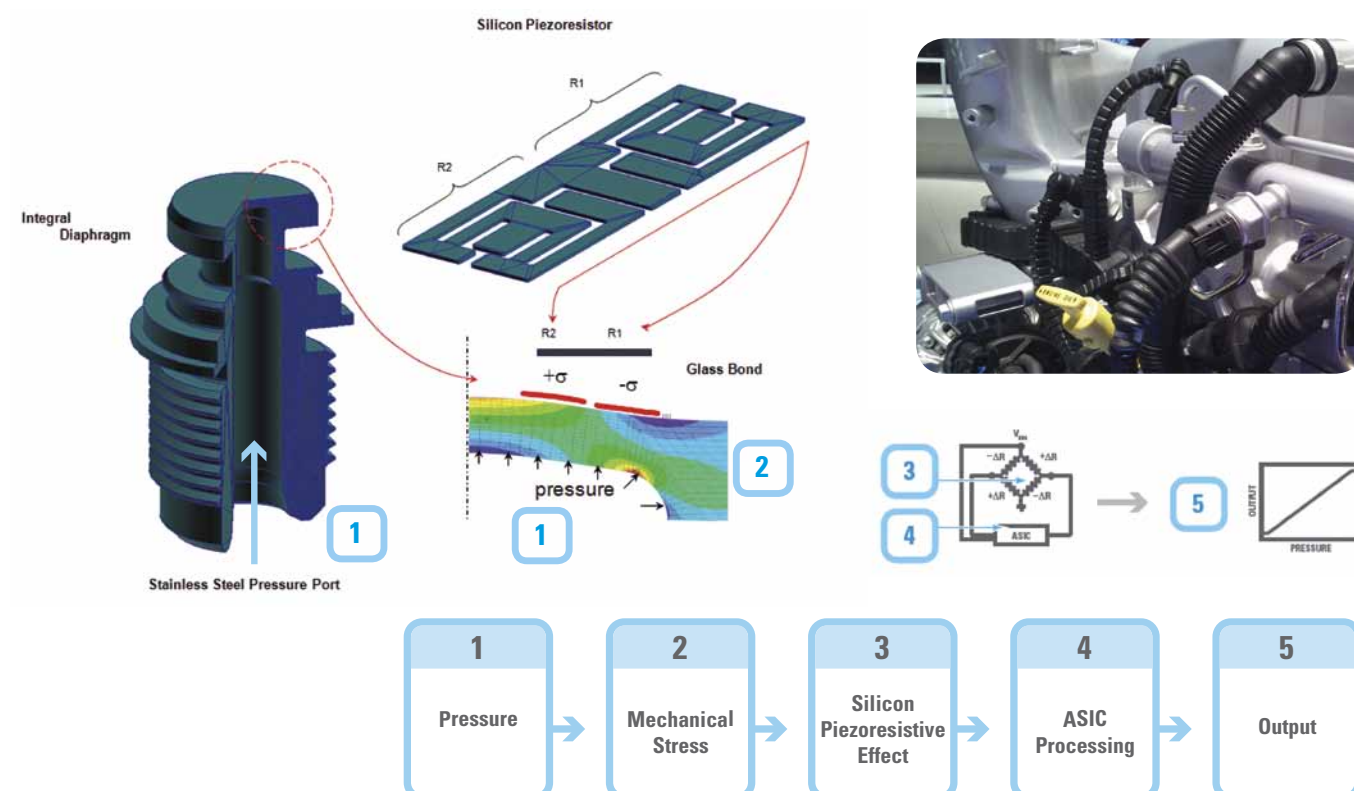 Silicon Piezoresistor
R1
R2
Integral
Diaphragm
R2
R1
Glass Bond
+σ
-σ
pressure
1
1
2
Stainless Steel Pressure Port
3
4
−ΔR
+ΔR
+ΔR
−ΔR
ASIC
5
OUTPUT
PRESSURE
1
Pressure
2
Mechanical
Stress
3
Silicon
Piezoresistive
Effect
4
ASIC
Processing
5
Output